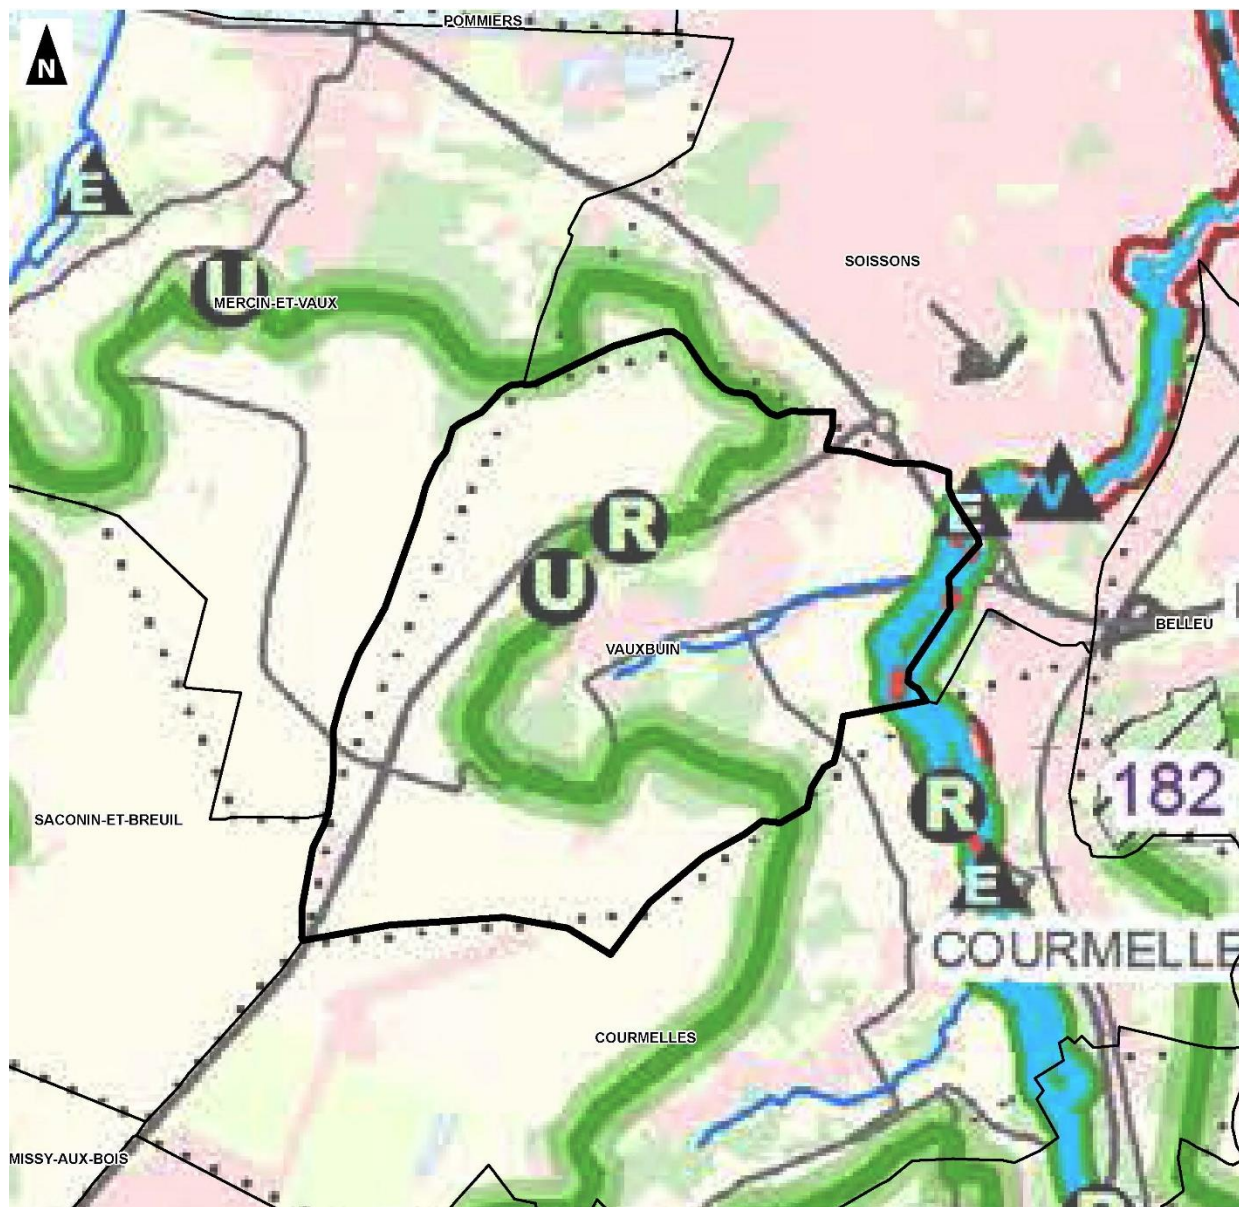 POMMIERS
N
E
SOISSONS
U
MERCIN-ET-VAUX
E
V
R
U
BELLEU
VAUXBUIN
182
R
SACONIN-ET-BREUIL
E
COURMELLE
COURMELLES
MISSY-AUX-BOIS